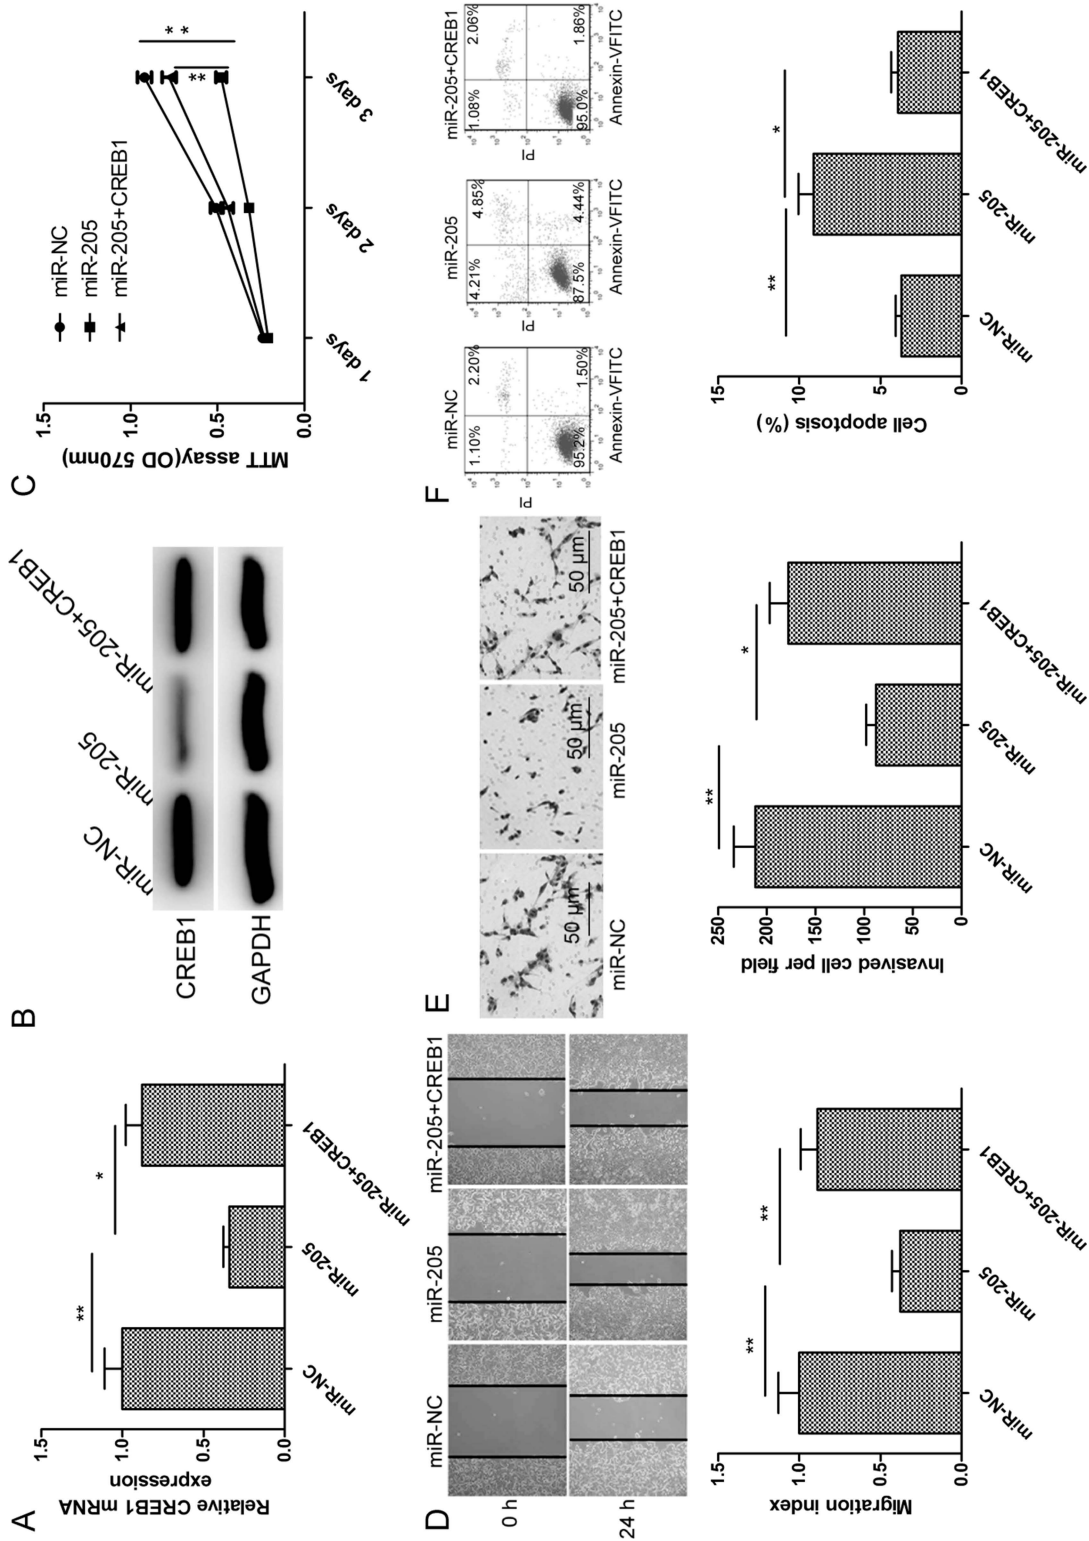 A
Relative CREB1 mRNA
expression
1.5
1.0
0.5
0.0
**
*
miR-NC
miR-205
miR-205+CREB1
B
miR-NC
miR-205
miR-205+CREB1
CREB1
GAPDH
C
MTT assay(OD 570nm)
1.5
1.0
0.5
0.0
miR-NC
miR-205
miR-205+CREB1
**
* *
1 days
2 days
3 days
D
miR-NC
miR-205
miR-205+CREB1
0 h
24 h
Migration index
1.5
1.0
0.5
0.0
**
**
miR-NC
miR-205
miR-205+CREB1
E
50 μm
50 μm
50 μm
miR-NC
miR-205
miR-205+CREB1
Invasived cell per field
250
200
150
100
50
0
**
*
miR-NC
miR-205
miR-205+CREB1
F
miR-NC
1.10%
2.20%
95.2%
1.50%
PI
Annexin-VFITC
miR-205
4.21%
4.85%
87.5%
4.44%
PI
Annexin-VFITC
miR-205+CREB1
1.08%
2.06%
95.0%
1.86%
PI
Annexin-VFITC
Cell apoptosis (%)
15
10
5
0
**
*
miR-NC
miR-205
miR-205+CREB1